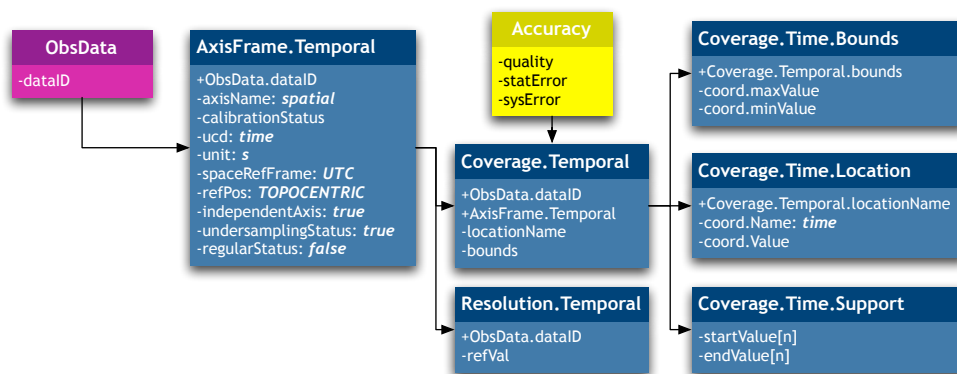 ObsData
-dataID
AxisFrame.Temporal
+ObsData.dataID
-axisName: spatial
-calibrationStatus
-ucd: time
-unit: s
-spaceRefFrame: UTC
-refPos: TOPOCENTRIC
-independentAxis: true
-undersamplingStatus: true
-regularStatus: false
Accuracy
-quality
-statError
-sysError
Coverage.Temporal
+ObsData.dataID
+AxisFrame.Temporal
-locationName
-bounds
Resolution.Temporal
+ObsData.dataID
-refVal
Coverage.Time.Bounds
+Coverage.Temporal.bounds
-coord.maxValue
-coord.minValue
Coverage.Time.Location
+Coverage.Temporal.locationName
-coord.Name: time
-coord.Value
Coverage.Time.Support
-startValue[n]
-endValue[n]